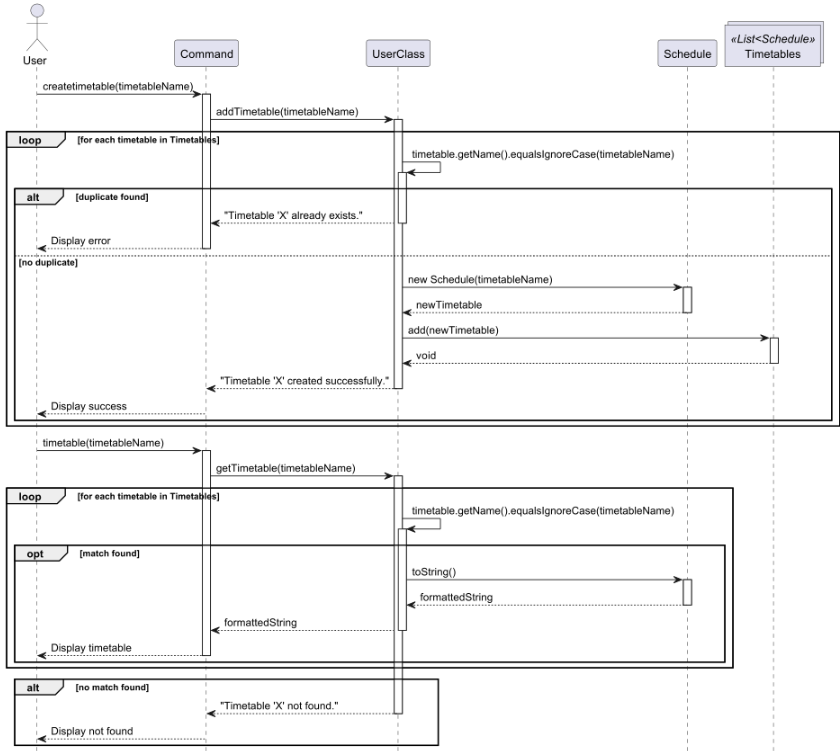 User
Command
UserClass
Schedule
«List<Schedule»
Timetables
createtimetable(timetableName)
addTimetable(timetableName)
loop
[for each timetable in Timetables]
timetable.getName().equalsIgnoreCase(timetableName)
alt
[duplicate found]
"Timetable 'X' already exists."
Display error
[no duplicate]
new Schedule(timetableName)
newTimetable
add(newTimetable)
void
"Timetable 'X' created successfully."
Display success
timetable(timetableName)
getTimetable(timetableName)
loop
[for each timetable in Timetables]
timetable.getName().equalsIgnoreCase(timetableName)
opt
[match found]
toString()
formattedString
formattedString
Display timetable
alt
[no match found]
"Timetable 'X' not found."
Display not found